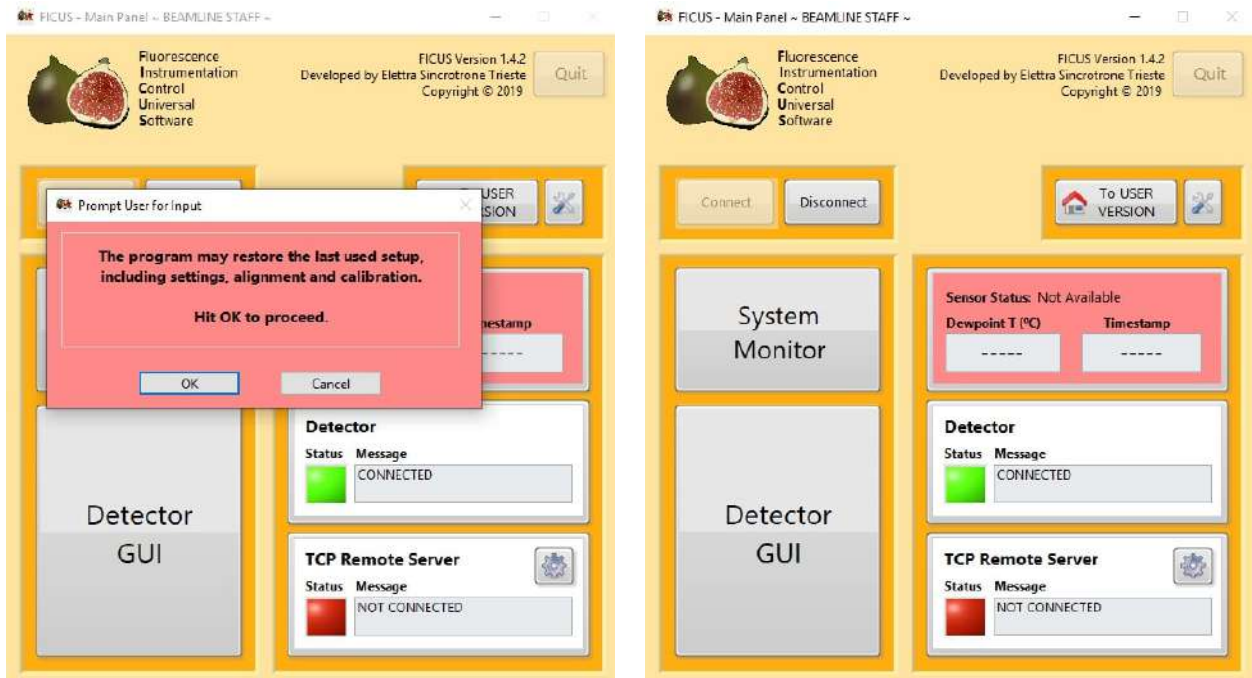 FICUS - Main Panel ~ BEAMLINE STAFF ~
Fluorescence
Instrumentation
Control
Universal
Software
FICUS Version 1.4.2
Developed by Elettra Sincrotrone Trieste
Copyright © 2019
Quit
USER
Prompt User for Input
The program may restore the last used setup,
including settings, alignment and calibration.
Hit OK to proceed.
OK
Cancel
-----
Detector
GUI
Detector
Status Message
CONNECTED
TCP Remote Server
Status Message
NOT CONNECTED
FICUS - Main Panel ~ BEAMLINE STAFF ~
Fluorescence
Instrumentation
Control
Universal
Software
FICUS Version 1.4.2
Developed by Elettra Sincrotrone Trieste
Copyright © 2019
Quit
Connect
Disconnect
To USER
VERSION
System
Monitor
Sensor Status: Not Available
Dewpoint T (ºC) Timestamp
----- -----
Detector
GUI
Detector
Status Message
CONNECTED
TCP Remote Server
Status Message
NOT CONNECTED